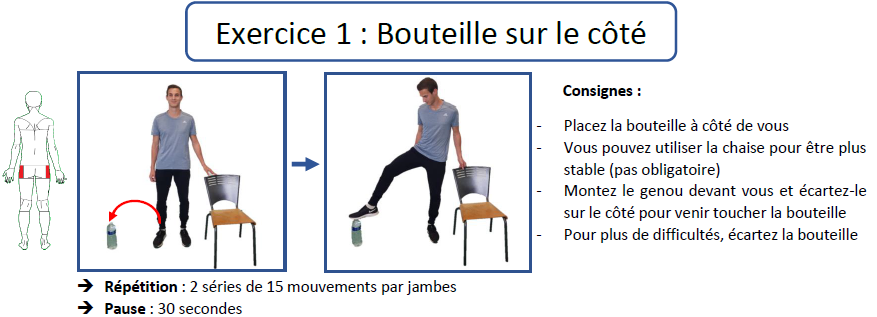 Exercice 1 : Bouteille sur le côté
Consignes :
- Placez la bouteille à côté de vous
- Vous pouvez utiliser la chaise pour être plus
stable (pas obligatoire)
- Montez le genou devant vous et écartez-le
sur le côté pour venir toucher la bouteille
- Pour plus de difficultés, écartez la bouteille
➔ Répétition : 2 séries de 15 mouvements par jambes
➔ Pause : 30 secondes